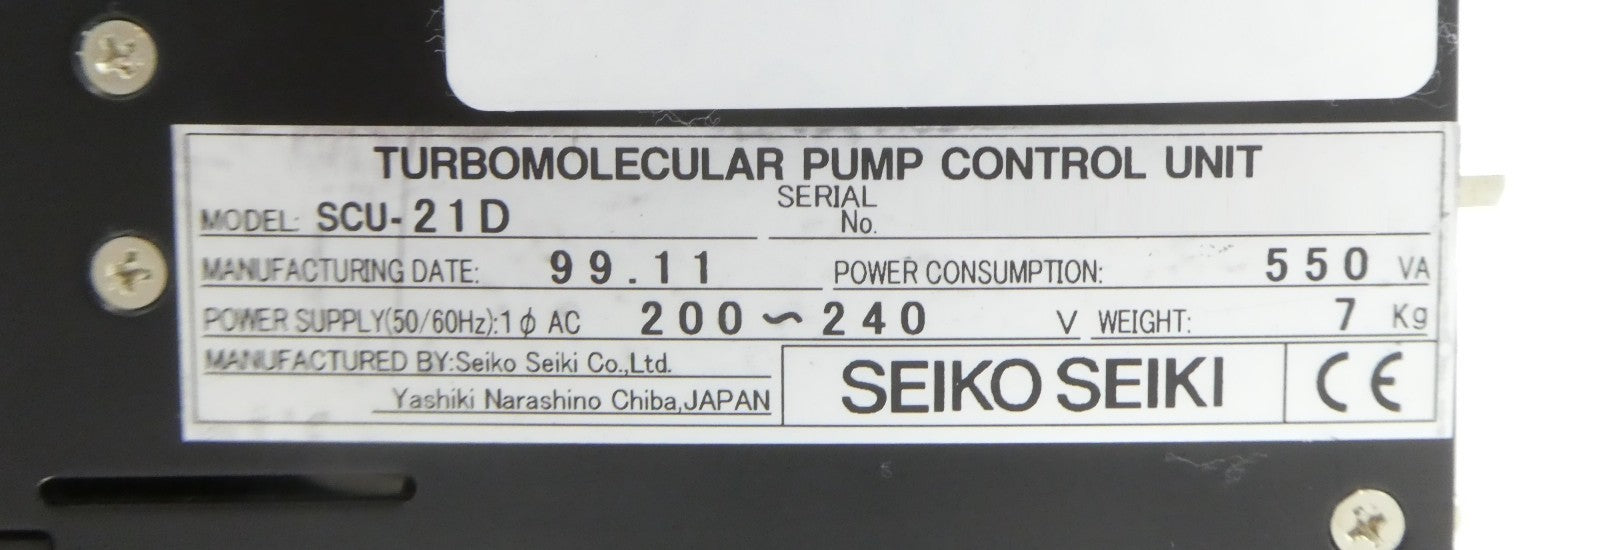 TURBOMOLECULAR PUMP CONTROL UNIT
MODEL: SCU-21D SERIAL No.
MANUFACTURING DATE: 99.11 POWER CONSUMPTION: 550 VA
POWER SUPPLY(50/60Hz):1φ AC 200~240 V WEIGHT: 7 Kg
MANUFACTURED BY:Seiko Seiki Co.,Ltd.
Yashiki Narashino Chiba,JAPAN
SEIKO SEIKI CE